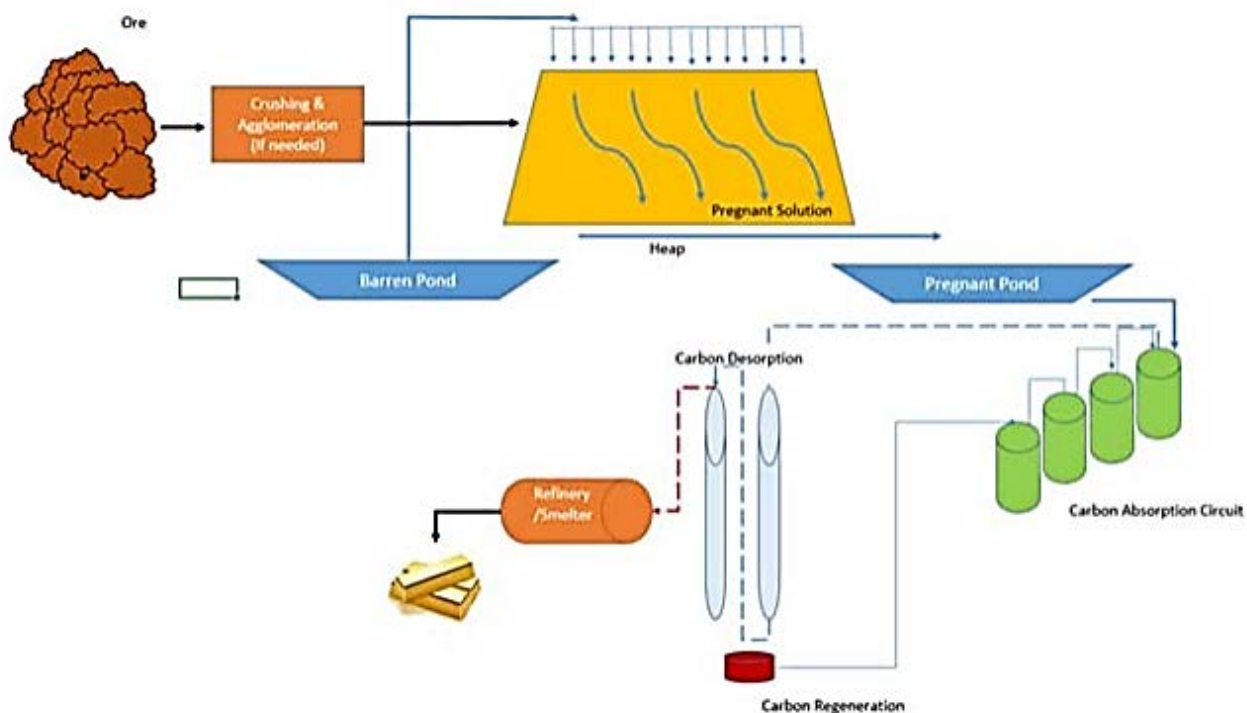 Ore
Crushing &
Agglomeration
(If needed)
Pregnant Solution
Heap
Barren Pond
Pregnant Pond
Carbon Desorption
Refinery
/Smelter
Carbon Absorption Circuit
Carbon Regeneration